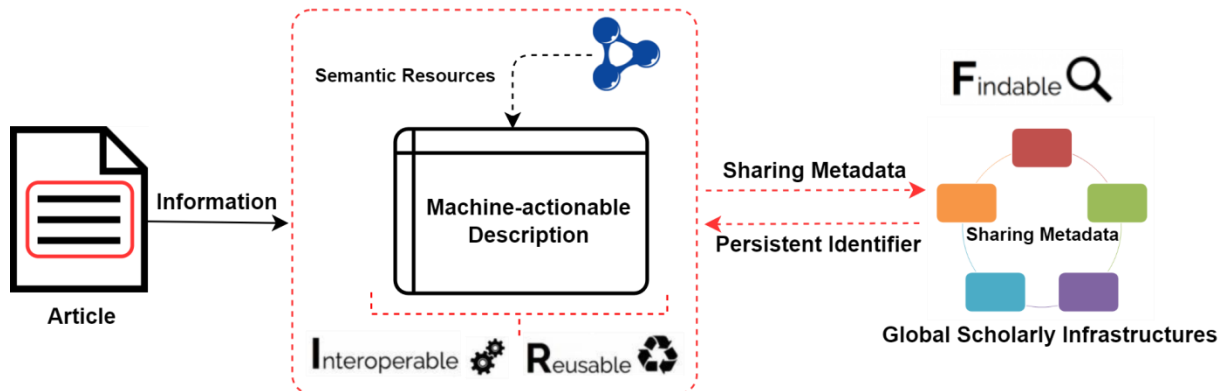 Semantic Resources
Findable
Information
Machine-actionable
Description
Sharing Metadata
Persistent Identifier
Sharing Metadata
Article
Global Scholarly Infrastructures
Interoperable
Reusable